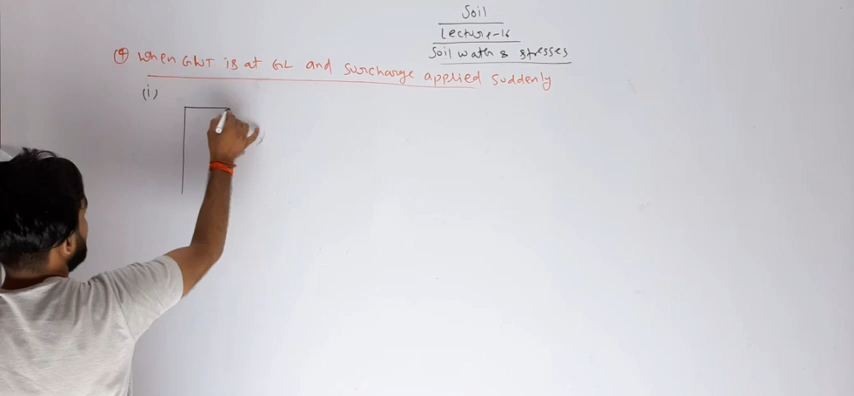 Soil
Lecture-16
Soil water & stresses
④ When GWT is at GL and surcharge applied suddenly
(i)